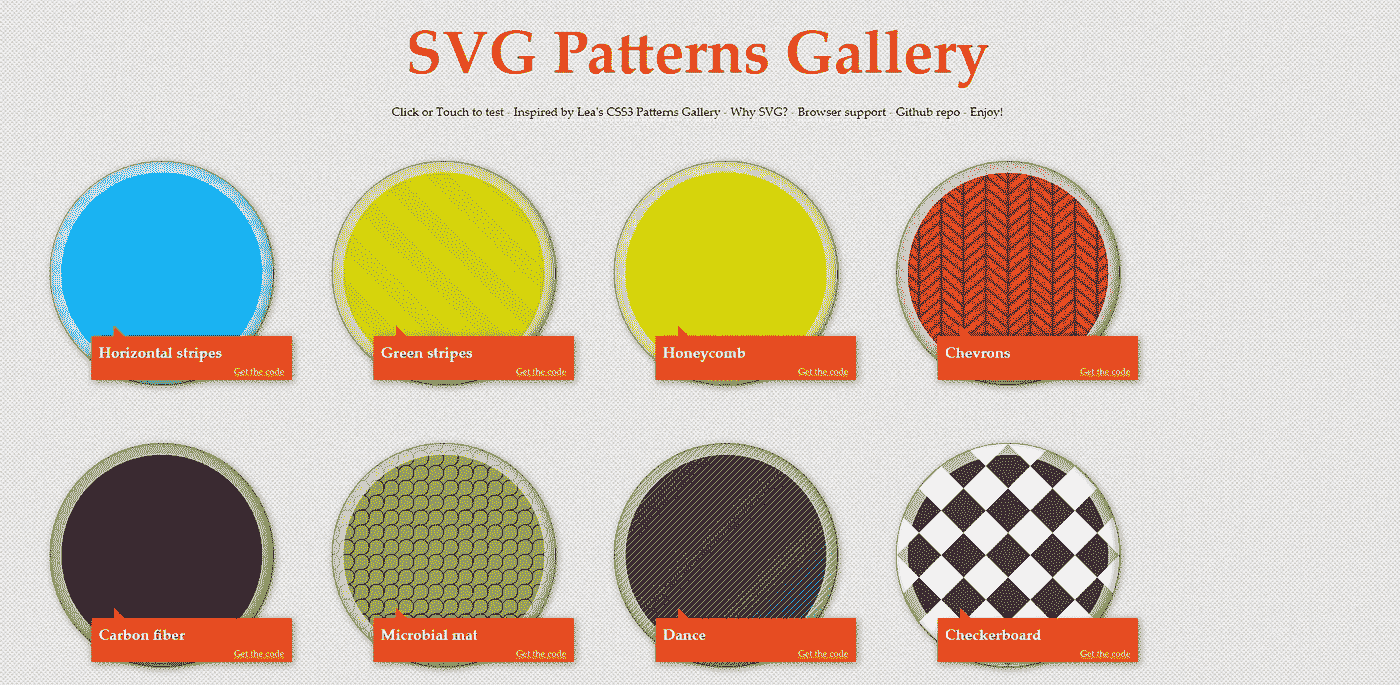 SVG Patterns Gallery
Click or Touch to test - Inspired by Lea's CSS3 Patterns Gallery - Why SVG? - Browser support - Github repo - Enjoy!
Horizontal stripes
Get the code
Green stripes
Get the code
Honeycomb
Get the code
Chevrons
Get the code
Carbon fiber
Get the code
Microbial mat
Get the code
Dance
Get the code
Checkerboard
Get the code